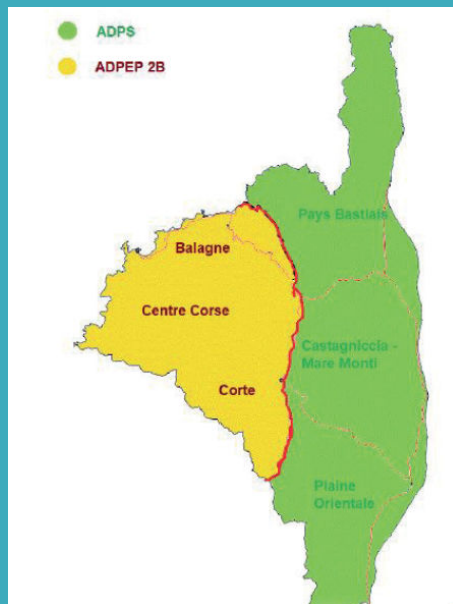 ADPS
ADPEP 2B
Pays Bastiais
Balagne
Centre Corse
Castagniccia -
Mare Monti
Corte
Plaine
Orientale